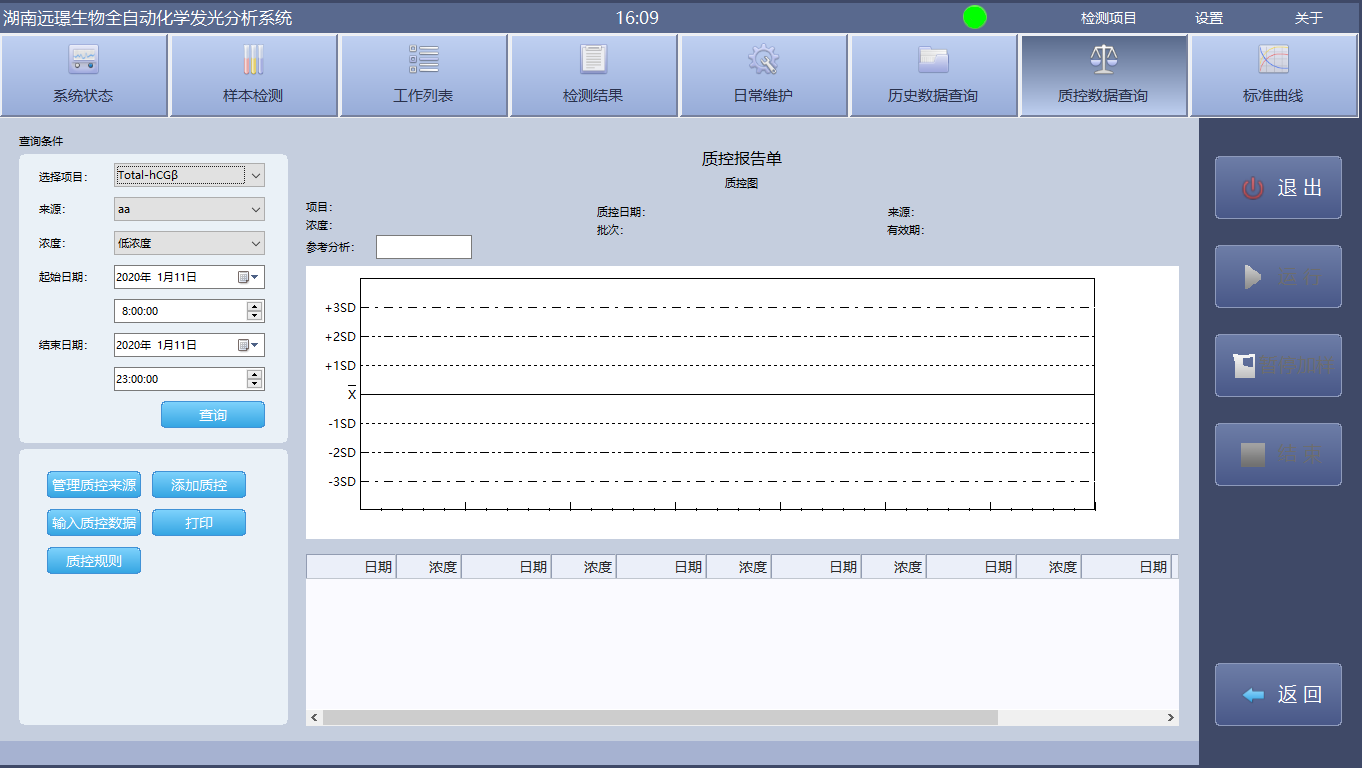 湖南远璟生物全自动化学发光分析系统 16:09 检测项目 设置 关于
系统状态 样本检测 工作列表 检测结果 日常维护 历史数据查询 质控数据查询 标准曲线
查询条件
选择项目: Total-hCGβ
来源: aa
浓度: 低浓度
起始日期: 2020年 1月11日
8:00:00
结束日期: 2020年 1月11日
23:00:00
查询
管理质控来源 添加质控
输入质控数据 打印
质控规则
质控报告单
质控图
项目: 质控日期: 来源:
浓度: 批次: 有效期:
参考分析:
+3SD
+2SD
+1SD
X
-1SD
-2SD
-3SD
日期 浓度 日期 浓度 日期 浓度 日期 浓度 日期 浓度 日期
退出
运行
暂停加样
结束
返回